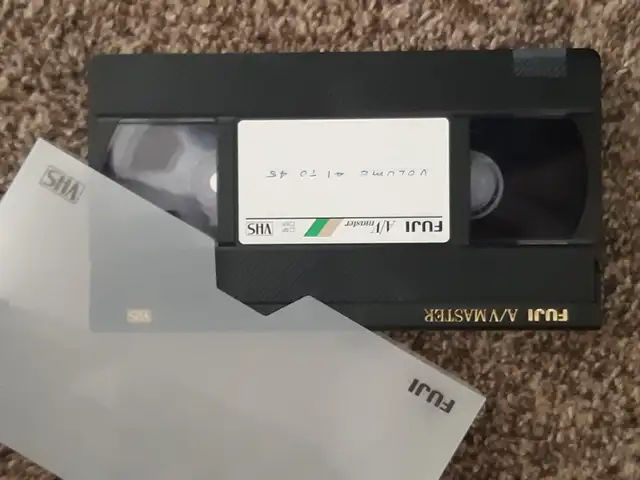 FUJI
FUJI A/V MASTER VHS
FUJI A/V master VHS
VOLUME 41 TO 45
VHS